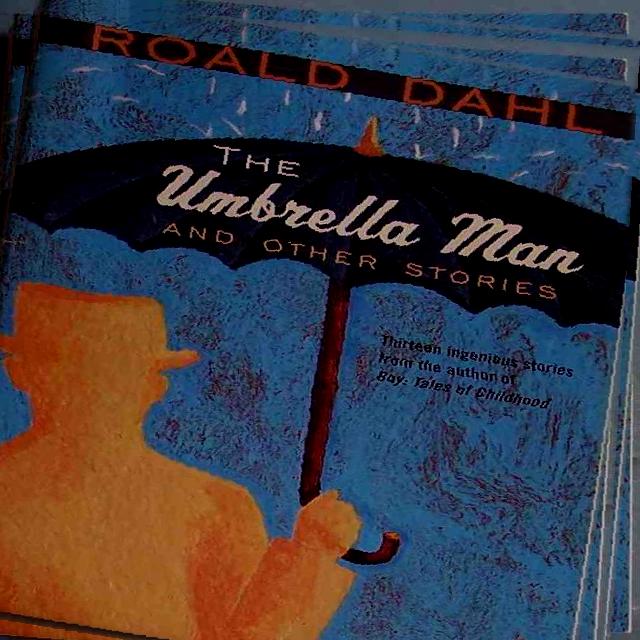 ROALD DAHL
THE
Umbrella Man
AND OTHER STORIES
Thirteen ingenious stories
from the author of
Boy: Tales of Childhood